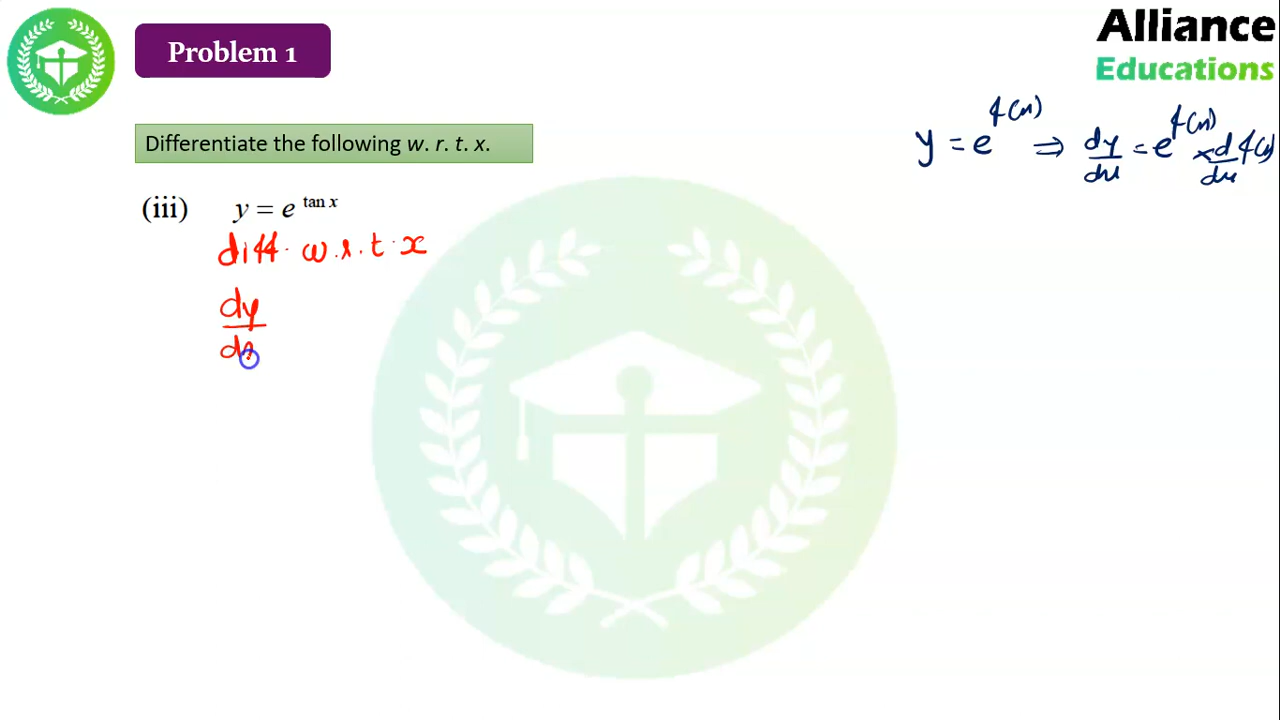 Problem 1
Alliance
Educations
Differentiate the following w. r. t. x.
y = e^f(x) ⇒ dy/dx = e^f(x) × d/dx f(x)
(iii) y = e^tan x
diff. w.r.t.x
dy
dx